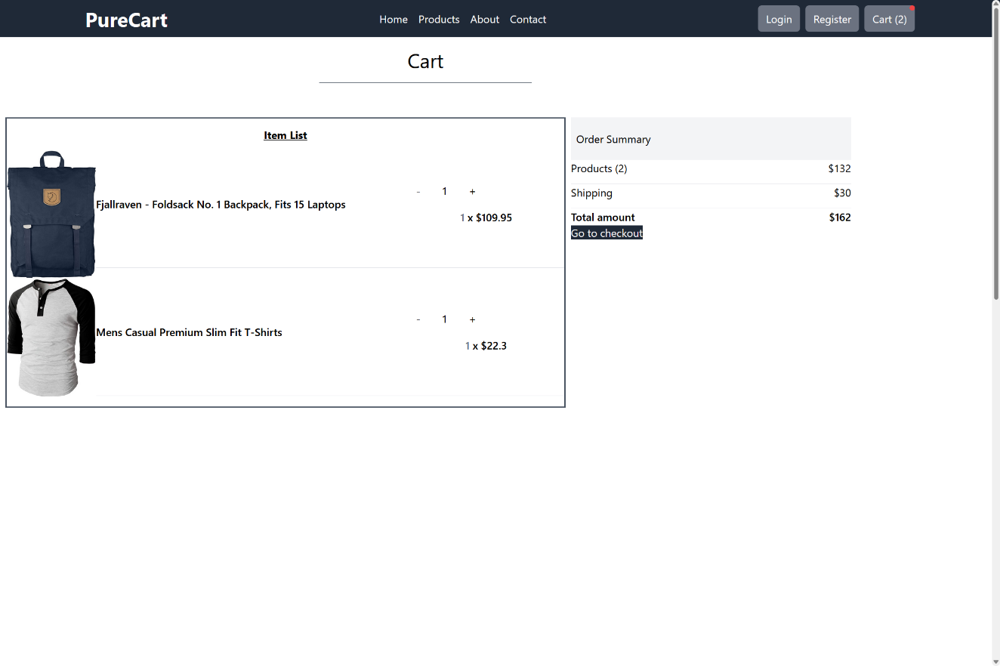 PureCart
Home Products About Contact
Login Register Cart (2)
Cart
Item List
Fjallraven - Foldsack No. 1 Backpack, Fits 15 Laptops
- 1 +
1 x $109.95
Mens Casual Premium Slim Fit T-Shirts
- 1 +
1 x $22.3
Order Summary
Products (2) $132
Shipping $30
Total amount $162
Go to checkout